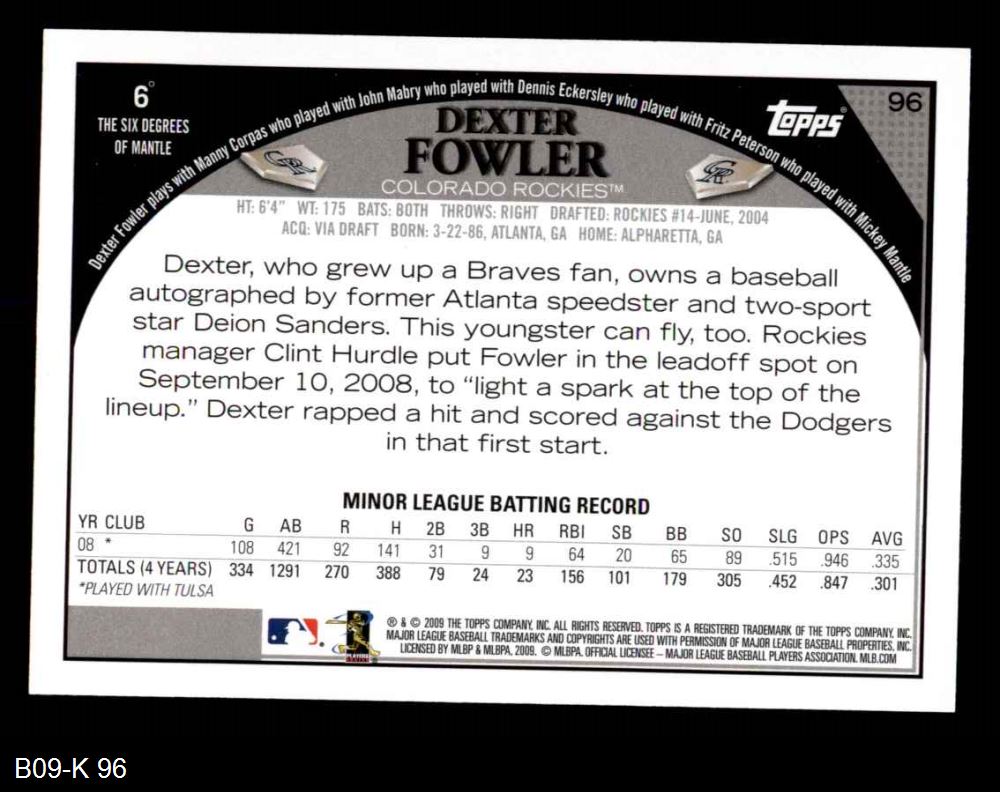 6°
THE SIX DEGREES
OF MANTLE
Dexter Fowler plays with Manny Corpas who played with John Mabry who played with Dennis Eckersley who played with Fritz Peterson who played with Mickey Mantle
Topps
96
DEXTER
FOWLER
COLORADO ROCKIES™
CR
CR
HT: 6'4" WT: 175 BATS: BOTH THROWS: RIGHT DRAFTED: ROCKIES #14-JUNE, 2004
ACQ: VIA DRAFT BORN: 3-22-86, ATLANTA, GA HOME: ALPHARETTA, GA
Dexter, who grew up a Braves fan, owns a baseball
autographed by former Atlanta speedster and two-sport
star Deion Sanders. This youngster can fly, too. Rockies
manager Clint Hurdle put Fowler in the leadoff spot on
September 10, 2008, to “light a spark at the top of the
lineup.” Dexter rapped a hit and scored against the Dodgers
in that first start.
MINOR LEAGUE BATTING RECORD
YR CLUB G AB R H 2B 3B HR RBI SB BB SO SLG OPS AVG
08 * 108 421 92 141 31 9 9 64 20 65 89 .515 .946 .335
TOTALS (4 YEARS) 334 1291 270 388 79 24 23 156 101 179 305 .452 .847 .301
*PLAYED WITH TULSA
® & © 2009 THE TOPPS COMPANY, INC. ALL RIGHTS RESERVED. TOPPS IS A REGISTERED TRADEMARK OF THE TOPPS COMPANY, INC.
MAJOR LEAGUE BASEBALL TRADEMARKS AND COPYRIGHTS ARE USED WITH PERMISSION OF MAJOR LEAGUE BASEBALL PROPERTIES, INC.
LICENSED BY MLBP & MLBPA, 2009. © MLBPA. OFFICIAL LICENSEE – MAJOR LEAGUE BASEBALL PLAYERS ASSOCIATION. MLB.COM
B09-K 96